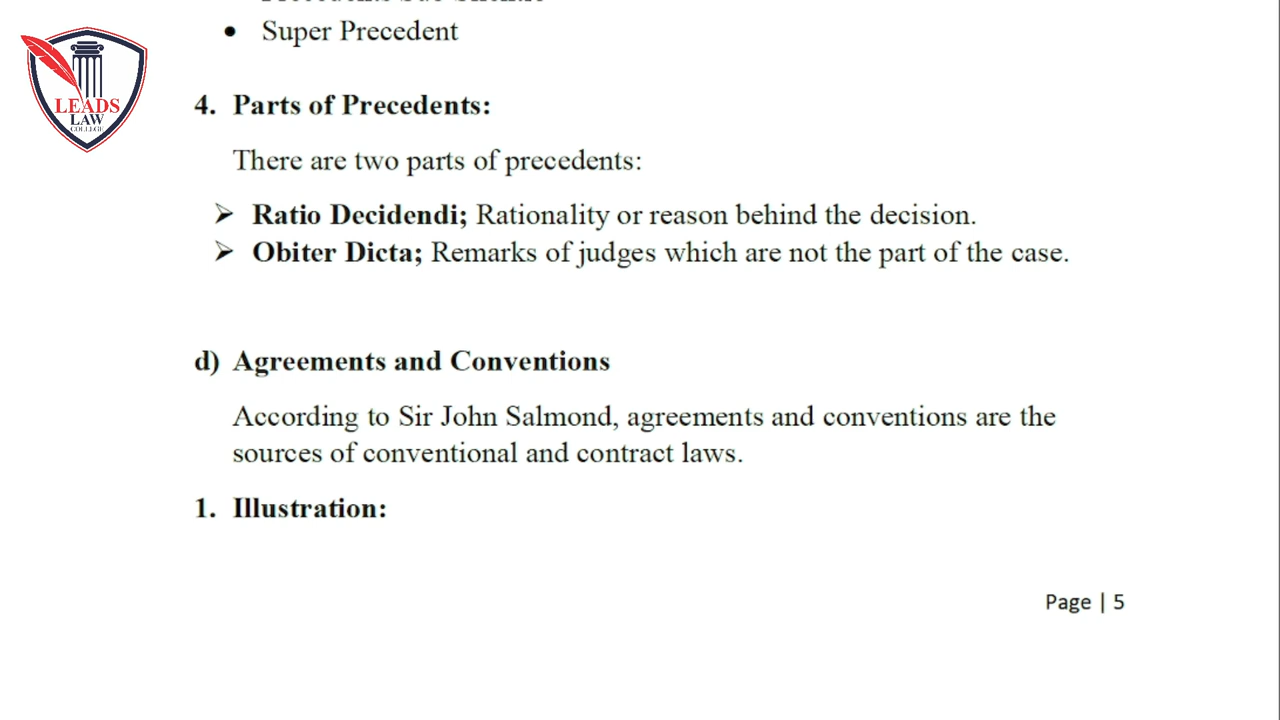 • Super Precedent
LEADS
LAW
COLLEGE
4. Parts of Precedents:
There are two parts of precedents:
➢ Ratio Decidendi; Rationality or reason behind the decision.
➢ Obiter Dicta; Remarks of judges which are not the part of the case.
d) Agreements and Conventions
According to Sir John Salmond, agreements and conventions are the
sources of conventional and contract laws.
1. Illustration:
Page | 5